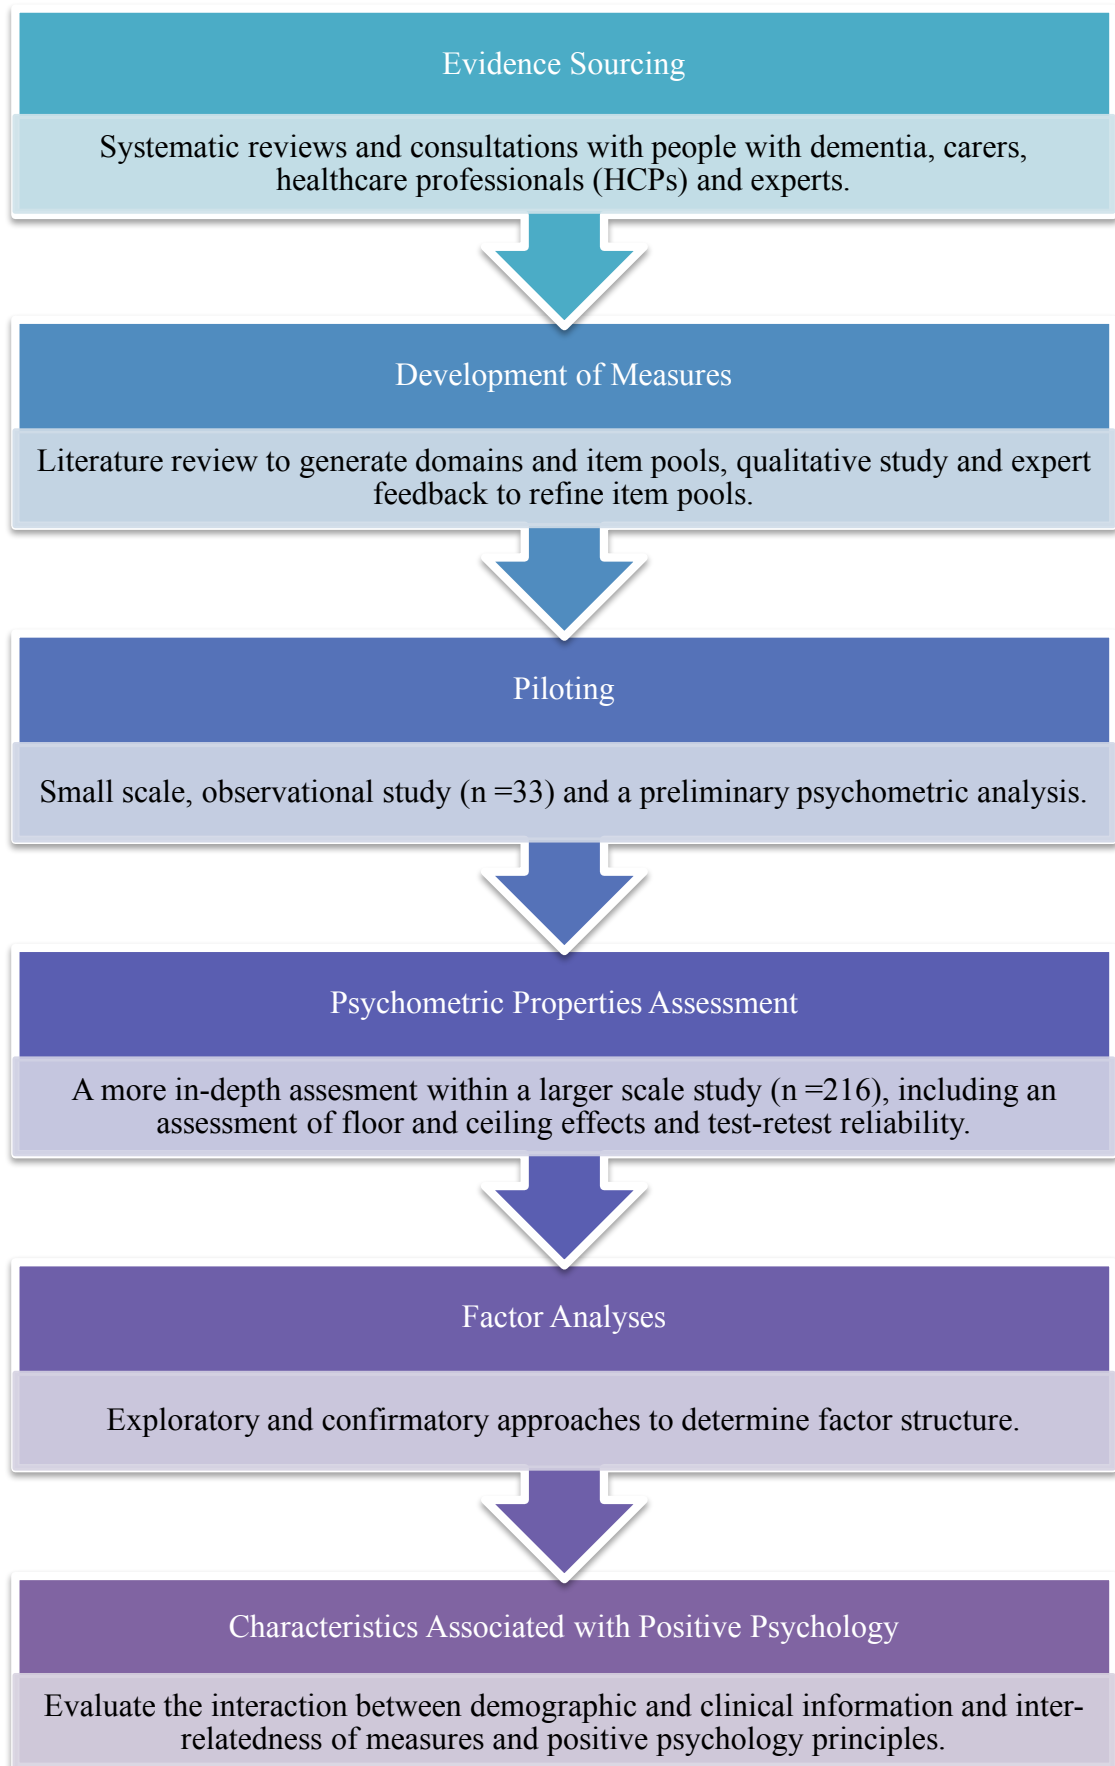 Evidence Sourcing
Systematic reviews and consultations with people with dementia, carers,
healthcare professionals (HCPs) and experts.
Development of Measures
Literature review to generate domains and item pools, qualitative study and expert
feedback to refine item pools.
Piloting
Small scale, observational study (n =33) and a preliminary psychometric analysis.
Psychometric Properties Assessment
A more in-depth assesment within a larger scale study (n =216), including an
assessment of floor and ceiling effects and test-retest reliability.
Factor Analyses
Exploratory and confirmatory approaches to determine factor structure.
Characteristics Associated with Positive Psychology
Evaluate the interaction between demographic and clinical information and inter-
relatedness of measures and positive psychology principles.